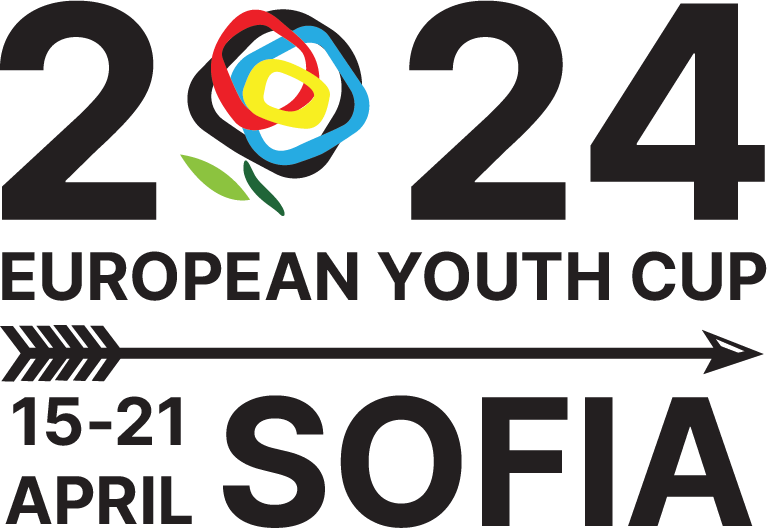 2024
EUROPEAN YOUTH CUP
15-21
APRIL
SOFIA